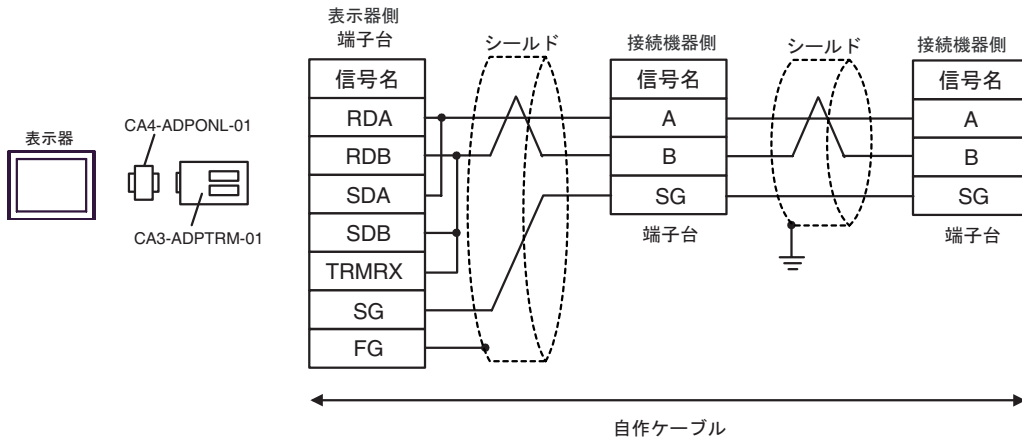 表示器
CA4-ADPONL-01
CA3-ADPTRM-01
表示器側
端子台
信号名
RDA
RDB
SDA
SDB
TRMRX
SG
FG
シールド
接続機器側
信号名
A
B
SG
端子台
シールド
接続機器側
信号名
A
B
SG
端子台
自作ケーブル